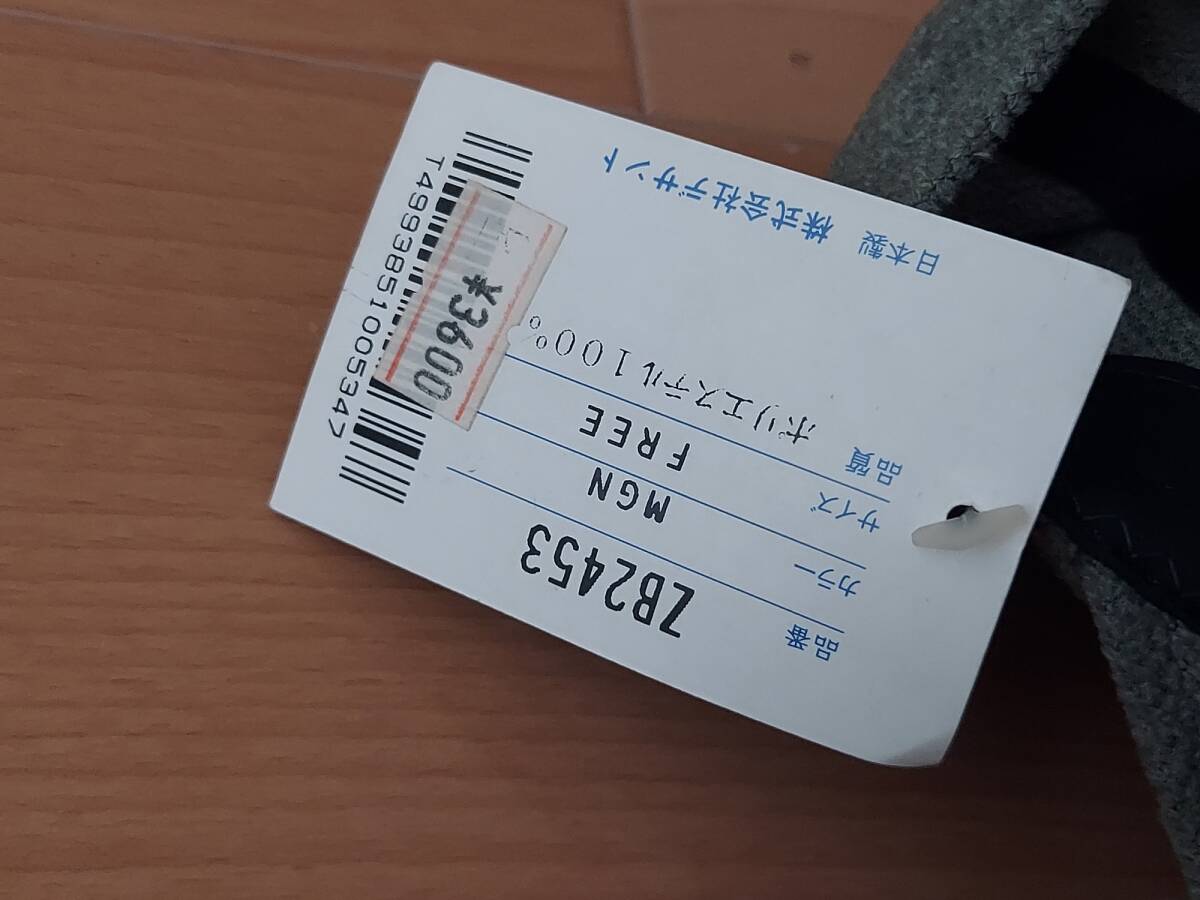 品番 ZB2453
カラー MGN
サイズ FREE
品質 ポリエステル100%
日本製 株式会社デサント
¥3600
T4993851005347